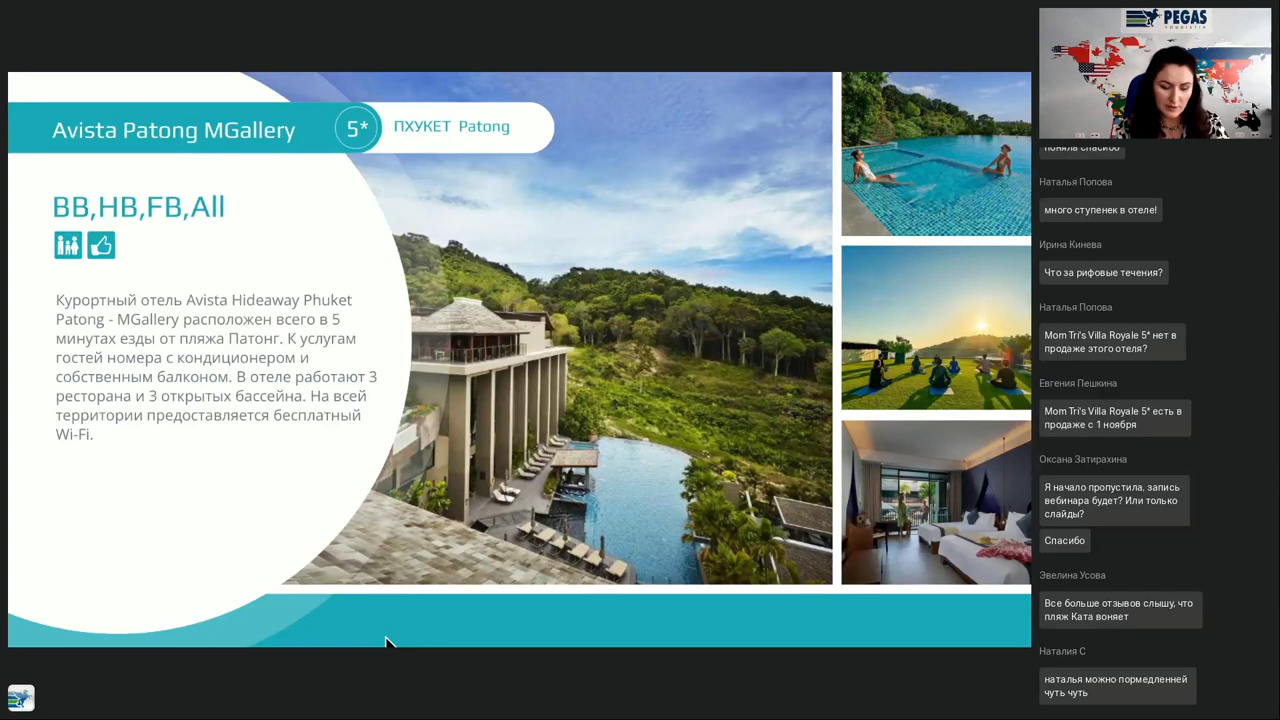 Avista Patong MGallery
5*
ПХУКЕТ Patong
BB,HB,FB,All
Курортный отель Avista Hideaway Phuket
Patong - MGallery расположен всего в 5
минутах езды от пляжа Патонг. К услугам
гостей номера с кондиционером и
собственным балконом. В отеле работают 3
ресторана и 3 открытых бассейна. На всей
территории предоставляется бесплатный
Wi-Fi.
PEGAS
TOURISTIK
поняла спасибо
Наталья Попова
много ступенек в отеле!
Ирина Кинева
Что за рифовые течения?
Наталья Попова
Mom Tri's Villa Royale 5* нет в
продаже этого отеля?
Евгения Пешкина
Mom Tri's Villa Royale 5* есть в
продаже с 1 ноября
Оксана Затирахина
Я начало пропустила, запись
вебинара будет? Или только
слайды?
Спасибо
Эвелина Усова
Все больше отзывов слышу, что
пляж Ката воняет
Наталия С
наталья можно пормедленней
чуть чуть